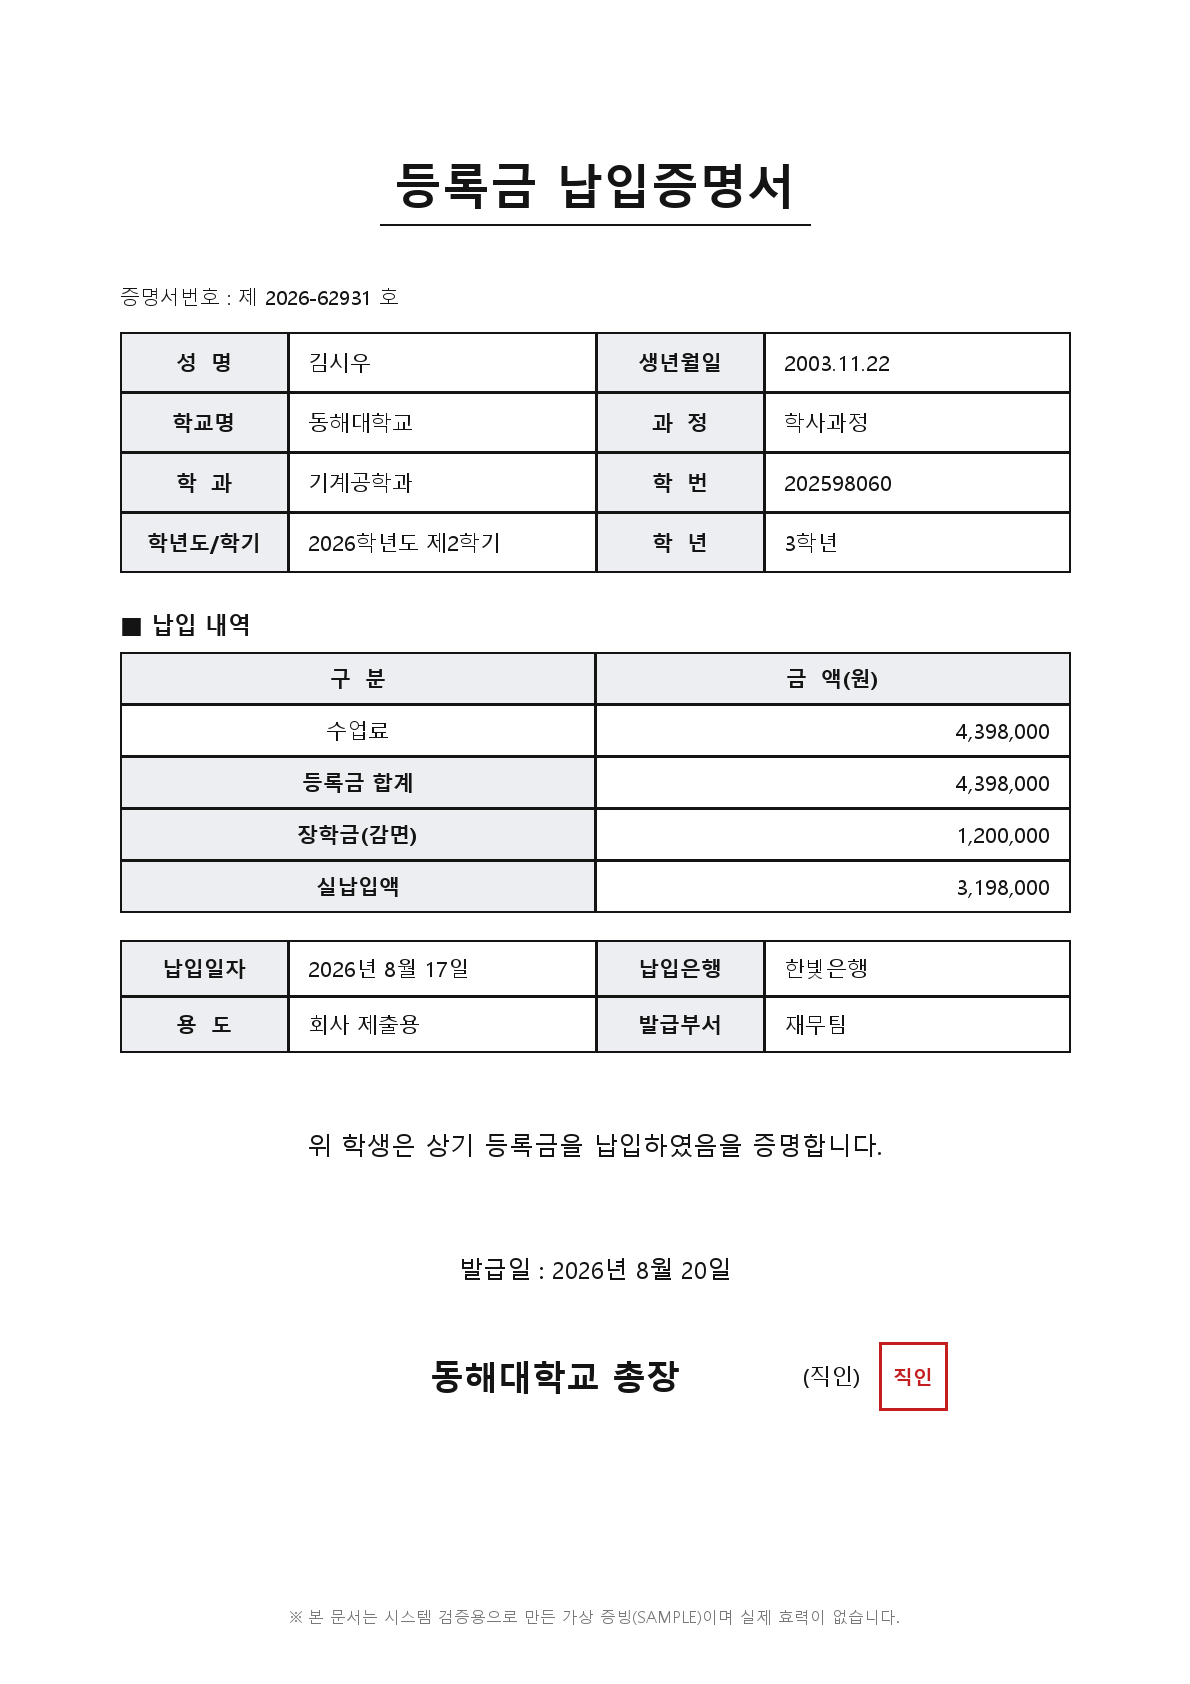 등록금 납입증명서
증명서번호 : 제 2026-62931 호
성 명 김시우 생년월일 2003.11.22
학교명 동해대학교 과 정 학사과정
학 과 기계공학과 학 번 202598060
학년도/학기 2026학년도 제2학기 학 년 3학년
■ 납입 내역
구 분 금 액(원)
수업료 4,398,000
등록금 합계 4,398,000
장학금(감면) 1,200,000
실납입액 3,198,000
납입일자 2026년 8월 17일 납입은행 한빛은행
용 도 회사 제출용 발급부서 재무팀
위 학생은 상기 등록금을 납입하였음을 증명합니다.
발급일 : 2026년 8월 20일
동해대학교 총장 (직인) 직인
※ 본 문서는 시스템 검증용으로 만든 가상 증빙(SAMPLE)이며 실제 효력이 없습니다.